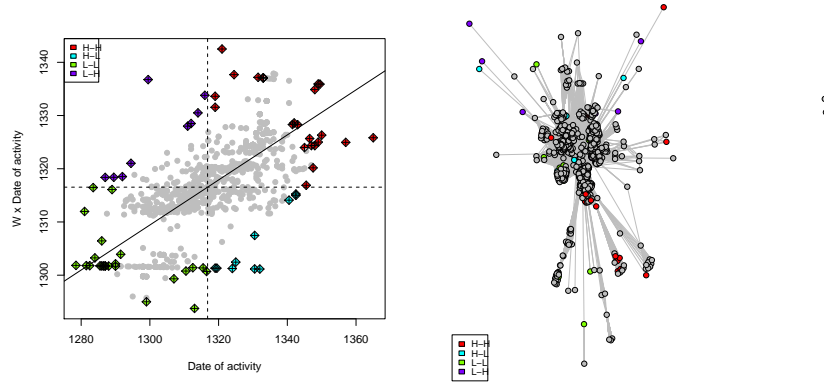 H-H
H-L
L-L
L-H
1340
1330
1320
1310
1300
W x Date of activity
1280
1300
1320
1340
1360
Date of activity
H-H
H-L
L-L
L-H